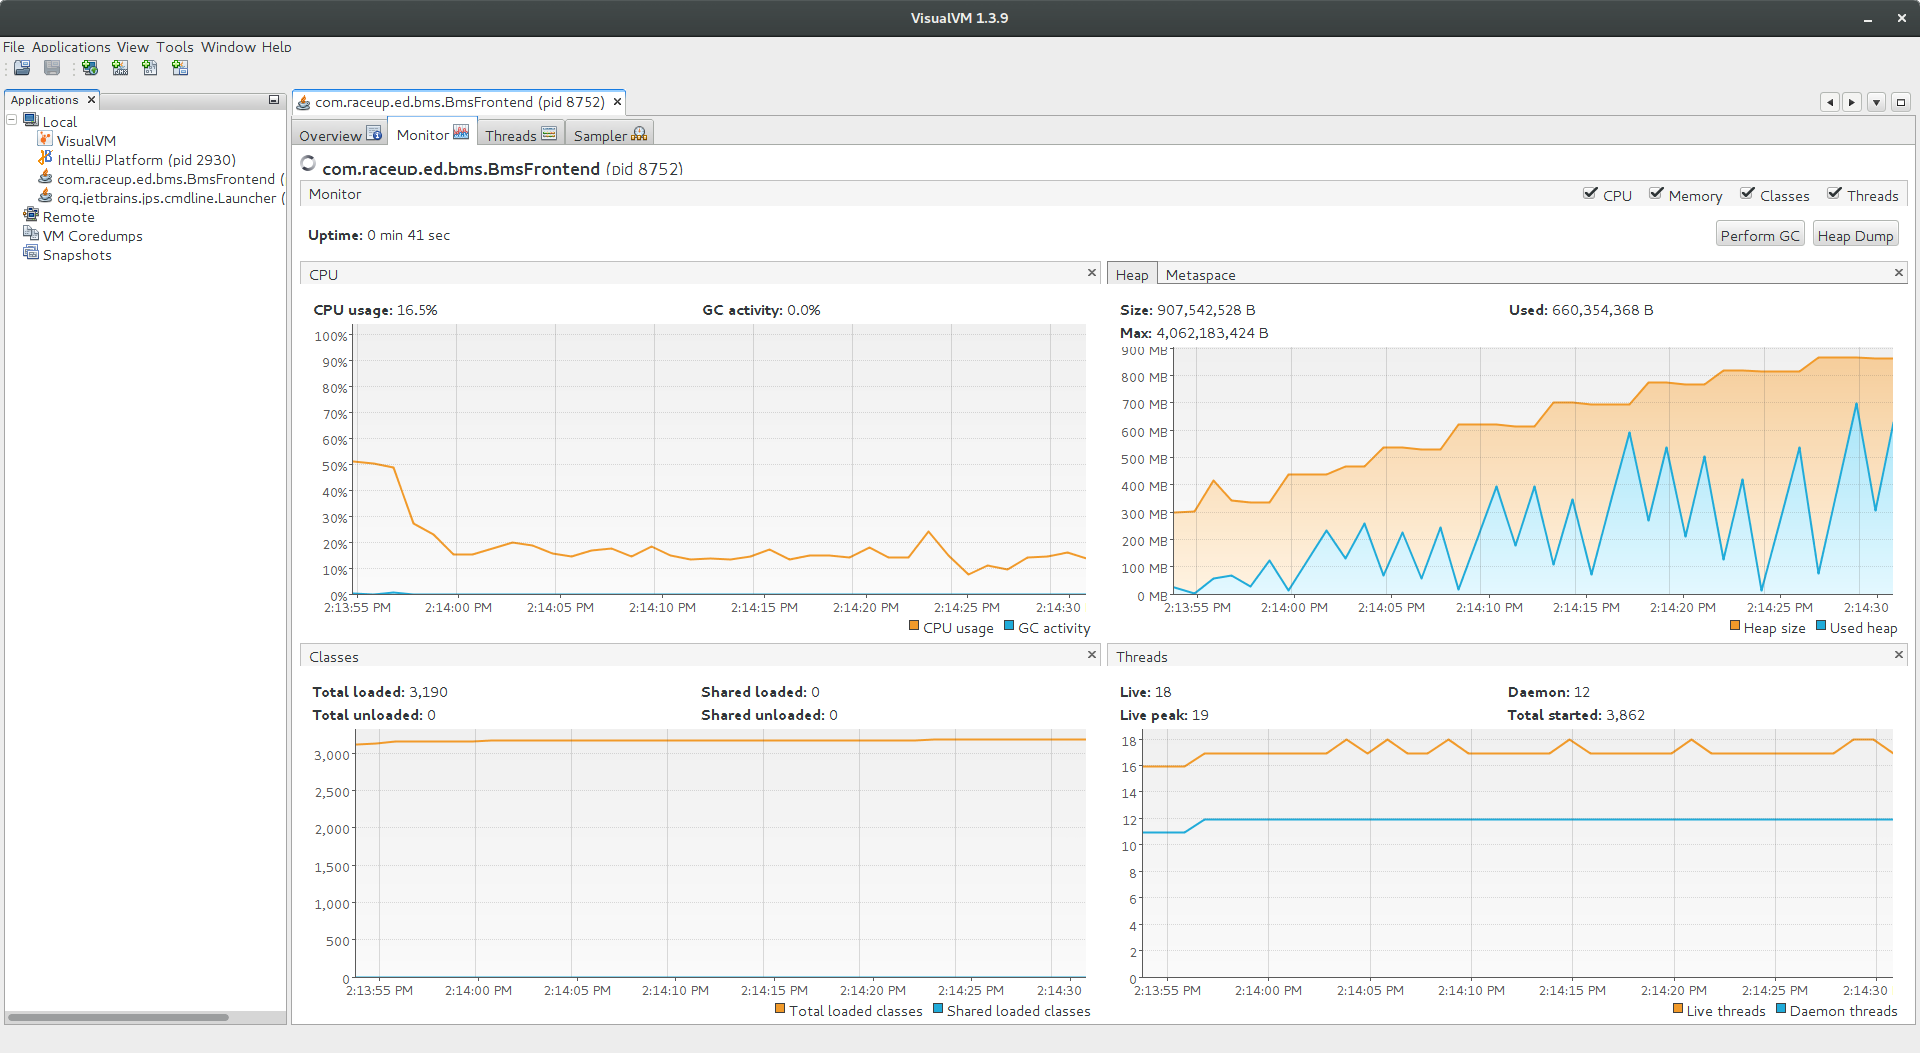 VisualVM 1.3.9
File Applications View Tools Window Help
Applications
Local
VisualVM
IntelliJ Platform (pid 2930)
com.raceup.ed.bms.BmsFrontend (
org.jetbrains.jps.cmdline.Launcher (
Remote
VM Coredumps
Snapshots
com.raceup.ed.bms.BmsFrontend (pid 8752)
Overview Monitor Threads Sampler
com.raceup.ed.bms.BmsFrontend (pid 8752)
Monitor CPU Memory Classes Threads
Uptime: 0 min 41 sec
Perform GC Heap Dump
CPU
CPU usage: 16.5% GC activity: 0.0%
100%
90%
80%
70%
60%
50%
40%
30%
20%
10%
0%
2:13:55 PM 2:14:00 PM 2:14:05 PM 2:14:10 PM 2:14:15 PM 2:14:20 PM 2:14:25 PM 2:14:30
CPU usage GC activity
Heap Metaspace
Size: 907,542,528 B Used: 660,354,368 B
Max: 4,062,183,424 B
900 MB
800 MB
700 MB
600 MB
500 MB
400 MB
300 MB
200 MB
100 MB
0 MB
2:13:55 PM 2:14:00 PM 2:14:05 PM 2:14:10 PM 2:14:15 PM 2:14:20 PM 2:14:25 PM 2:14:30
Heap size Used heap
Classes
Total loaded: 3,190 Shared loaded: 0
Total unloaded: 0 Shared unloaded: 0
3,000
2,500
2,000
1,500
1,000
500
0
2:13:55 PM 2:14:00 PM 2:14:05 PM 2:14:10 PM 2:14:15 PM 2:14:20 PM 2:14:25 PM 2:14:30
Total loaded classes Shared loaded classes
Threads
Live: 18 Daemon: 12
Live peak: 19 Total started: 3,862
18
16
14
12
10
8
6
4
2
0
2:13:55 PM 2:14:00 PM 2:14:05 PM 2:14:10 PM 2:14:15 PM 2:14:20 PM 2:14:25 PM 2:14:30
Live threads Daemon threads